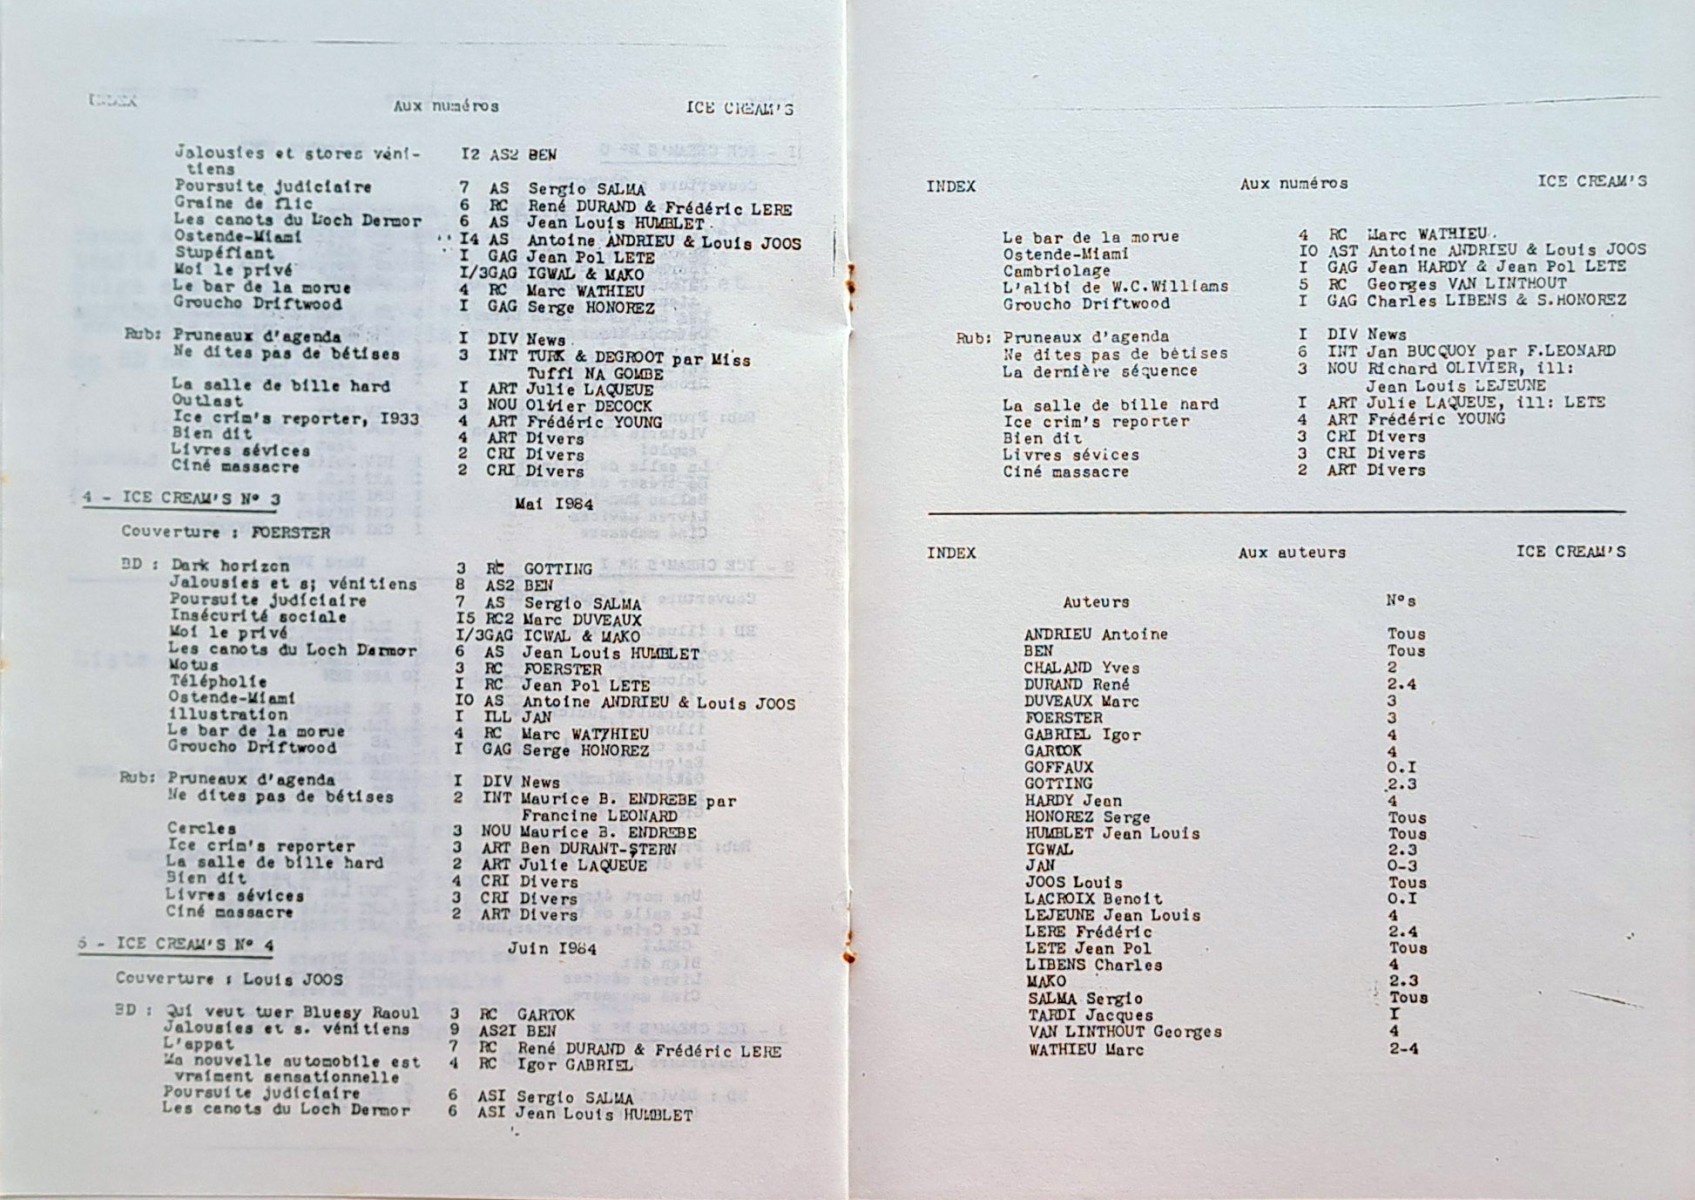 INDEX Aux numéros ICE CREAM'S
Jalousies et stores véni- I2 AS2 BEN
tiens
Poursuite judiciaire 7 AS Sergio SALMA
Graine de flic 6 RC René DURAND & Frédéric LERE
Les canots du Loch Dermor 6 AS Jean Louis HUMBLET
Ostende-Miami I4 AS Antoine ANDRIEU & Louis JOOS
Stupéfiant I GAG Jean Pol LETE
Moi le privé I/3GAG IGWAL & MAKO
Le bar de la morue 4 RC Marc WATHIEU
Groucho Driftwood I GAG Serge HONOREZ
Rub: Pruneaux d'agenda I DIV News
Ne dites pas de bétises 3 INT TURK & DEGROOT par Miss
Tuffi NA GOMBE
La salle de bille hard I ART Julie LAQUEUE
Outlast 3 NOU Olivier DECOCK
Ice crim's reporter, I933 4 ART Frédéric YOUNG
Bien dit 4 ART Divers
Livres sévices 2 CRI Divers
Ciné massacre 2 CRI Divers
4 - ICE CREAM'S N° 3 Mai I984
Couverture : FOERSTER
BD : Dark horizon 3 RC GOTTING
Jalousies et s; vénitiens 8 AS2 BEN
Poursuite judiciaire 7 AS Sergio SALMA
Insécurité sociale I5 RC2 Marc DUVEAUX
Moi le privé I/3GAG ICWAL & MAKO
Les canots du Loch Dermor 6 AS Jean Louis HUMBLET
Motus 3 RC FOERSTER
Télépholie I RC Jean Pol LETE
Ostende-Miami IO AS Antoine ANDRIEU & Louis JOOS
illustration I ILL JAN
Le bar de la morue 4 RC Marc WATHIEU
Groucho Driftwood I GAG Serge HONOREZ
Rub: Pruneaux d'agenda I DIV News
Ne dites pas de bétises 2 INT Maurice B. ENDREBE par
Francine LEONARD
Cercles 3 NOU Maurice B. ENDREBE
Ice crim's reporter 3 ART Ben DURANT-STERN
La salle de bille hard 2 ART Julie LAQUEUE
Bien dit 4 CRI Divers
Livres sévices 3 CRI Divers
Ciné massacre 2 ART Divers
5 - ICE CREAM'S N° 4 Juin I984
Couverture : Louis JOOS
BD : Qui veut tuer Bluesy Raoul 3 RC GARTOK
Jalousies et s. vénitiens 9 AS2I BEN
L'appat 7 RC René DURAND & Frédéric LERE
Ma nouvelle automobile est 4 RC Igor GABRIEL
vraiment sensationnelle
Poursuite judiciaire 6 ASI Sergio SALMA
Les canots du Loch Dermor 6 ASI Jean Louis HUMBLET
INDEX Aux numéros ICE CREAM'S
Le bar de la morue 4 RC Marc WATHIEU
Ostende-Miami IO AST Antoine ANDRIEU & Louis JOOS
Cambriolage I GAG Jean HARDY & Jean Pol LETE
L'alibi de W.C.Williams 5 RC Georges VAN LINTHOUT
Groucho Driftwood I GAG Charles LIBENS & S.HONOREZ
Rub: Pruneaux d'agenda I DIV News
Ne dites pas de bétises 6 INT Jan BUCQUOY par F.LEONARD
La dernière séquence 3 NOU Richard OLIVIER, ill:
Jean Louis LEJEUNE
La salle de bille hard I ART Julie LAQUEUE, ill: LETE
Ice crim's reporter 4 ART Frédéric YOUNG
Bien dit 3 CRI Divers
Livres sévices 3 CRI Divers
Ciné massacre 2 ART Divers
INDEX Aux auteurs ICE CREAM'S
Auteurs N°s
ANDRIEU Antoine Tous
BEN Tous
CHALAND Yves 2
DURAND René 2.4
DUVEAUX Marc 3
FOERSTER 3
GABRIEL Igor 4
GARTOK 4
GOFFAUX O.I
GOTTING 2.3
HARDY Jean 4
HONOREZ Serge Tous
HUMBLET Jean Louis Tous
IGWAL 2.3
JAN O-3
JOOS Louis Tous
LACROIX Benoit O.I
LEJEUNE Jean Louis 4
LERE Frédéric 2.4
LETE Jean Pol Tous
LIBENS Charles 4
MAKO 2.3
SALMA Sergio Tous
TARDI Jacques I
VAN LINTHOUT Georges 4
WATHIEU Marc 2-4